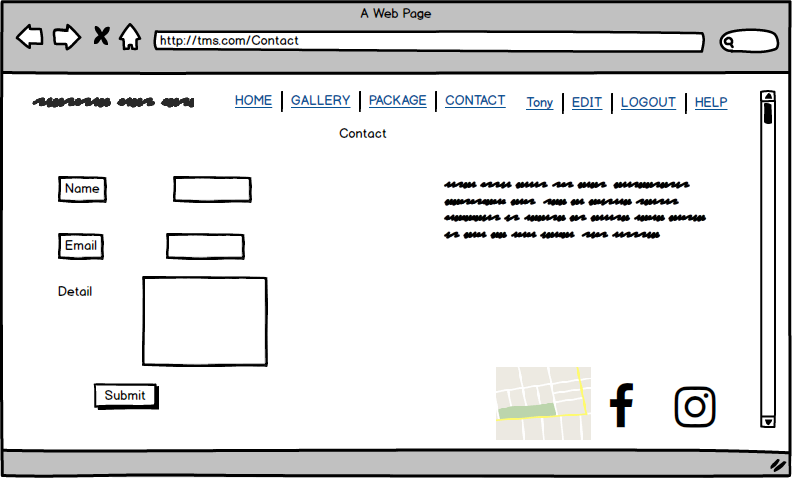 A Web Page
http://tms.com/Contact
HOME GALLERY PACKAGE CONTACT Tony EDIT LOGOUT HELP
Contact
Name
Email
Detail
Submit